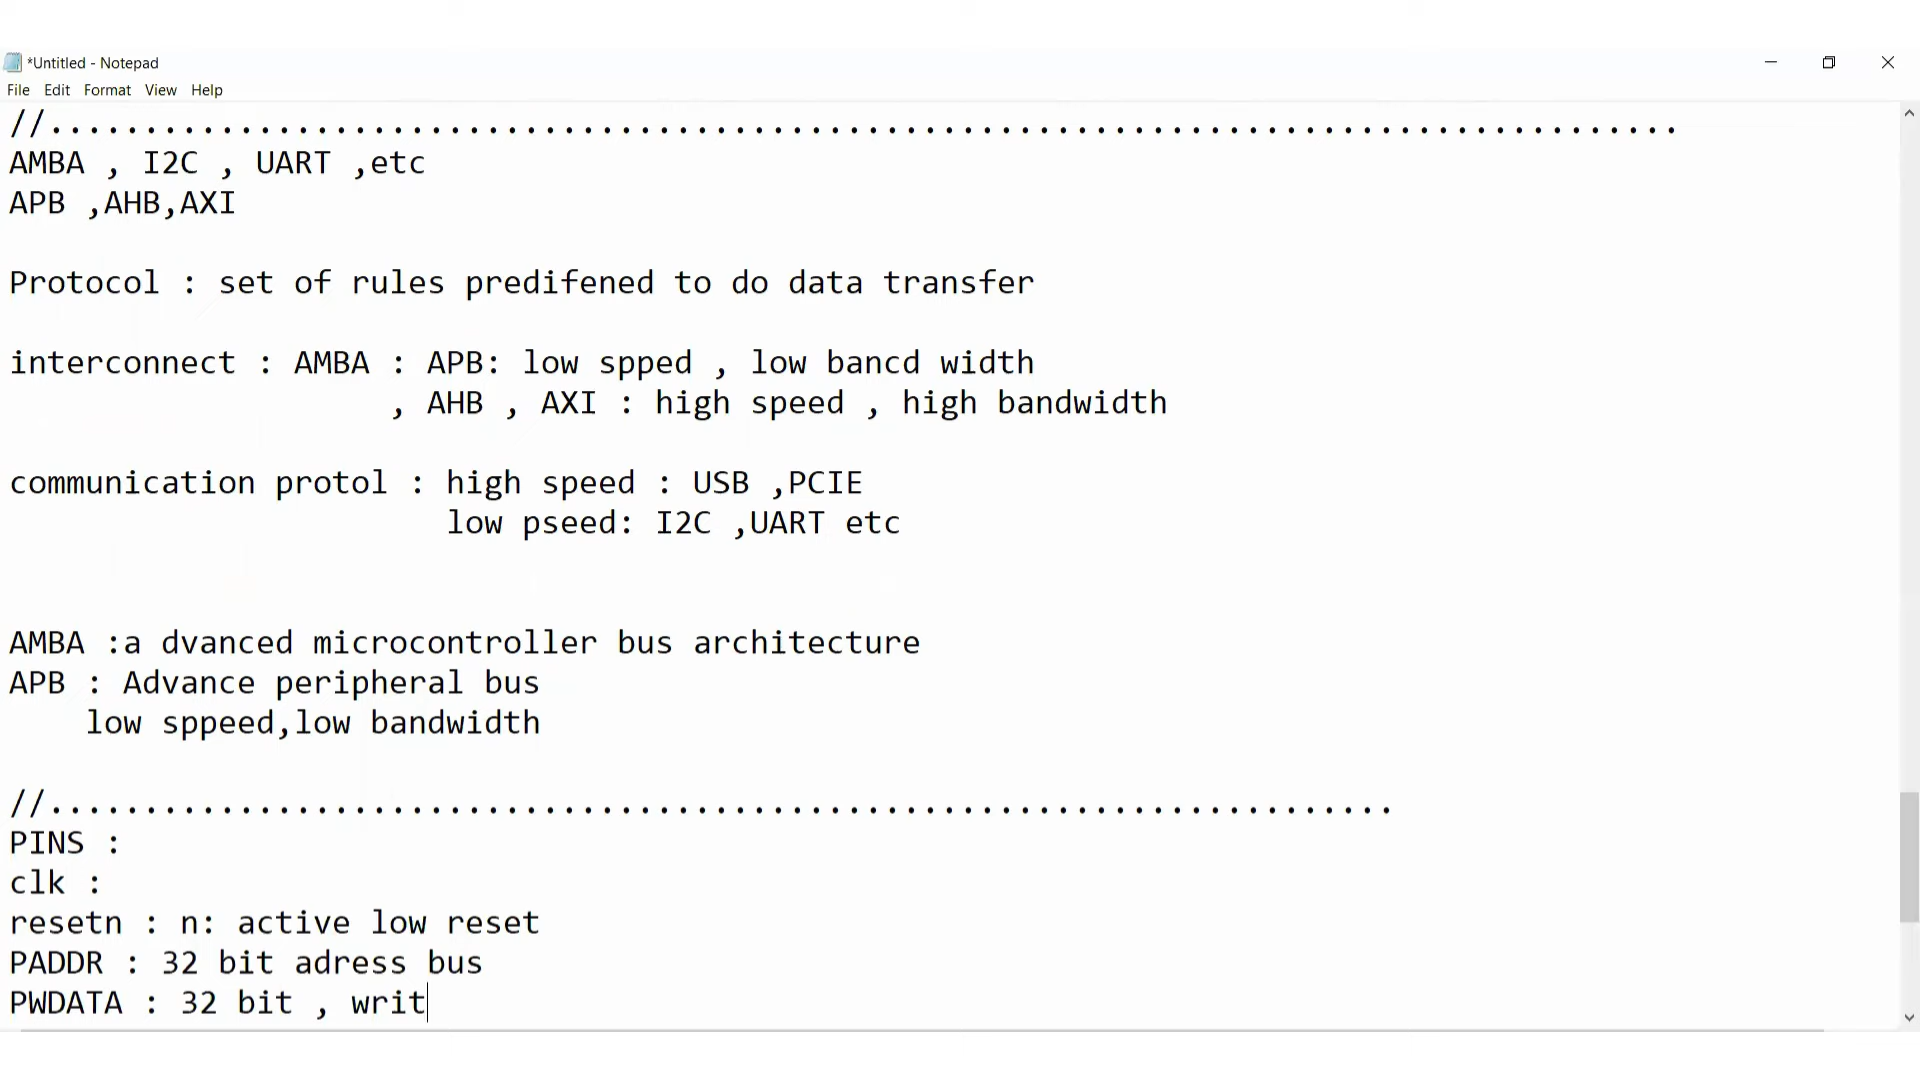 *Untitled - Notepad
File Edit Format View Help
//......................................................................................
AMBA , I2C , UART ,etc
APB ,AHB,AXI
Protocol : set of rules predifened to do data transfer
interconnect : AMBA : APB: low spped , low bancd width
, AHB , AXI : high speed , high bandwidth
communication protol : high speed : USB ,PCIE
low pseed: I2C ,UART etc
AMBA :a dvanced microcontroller bus architecture
APB : Advance peripheral bus
low sppeed,low bandwidth
//.......................................................................
PINS :
clk :
resetn : n: active low reset
PADDR : 32 bit adress bus
PWDATA : 32 bit , writ